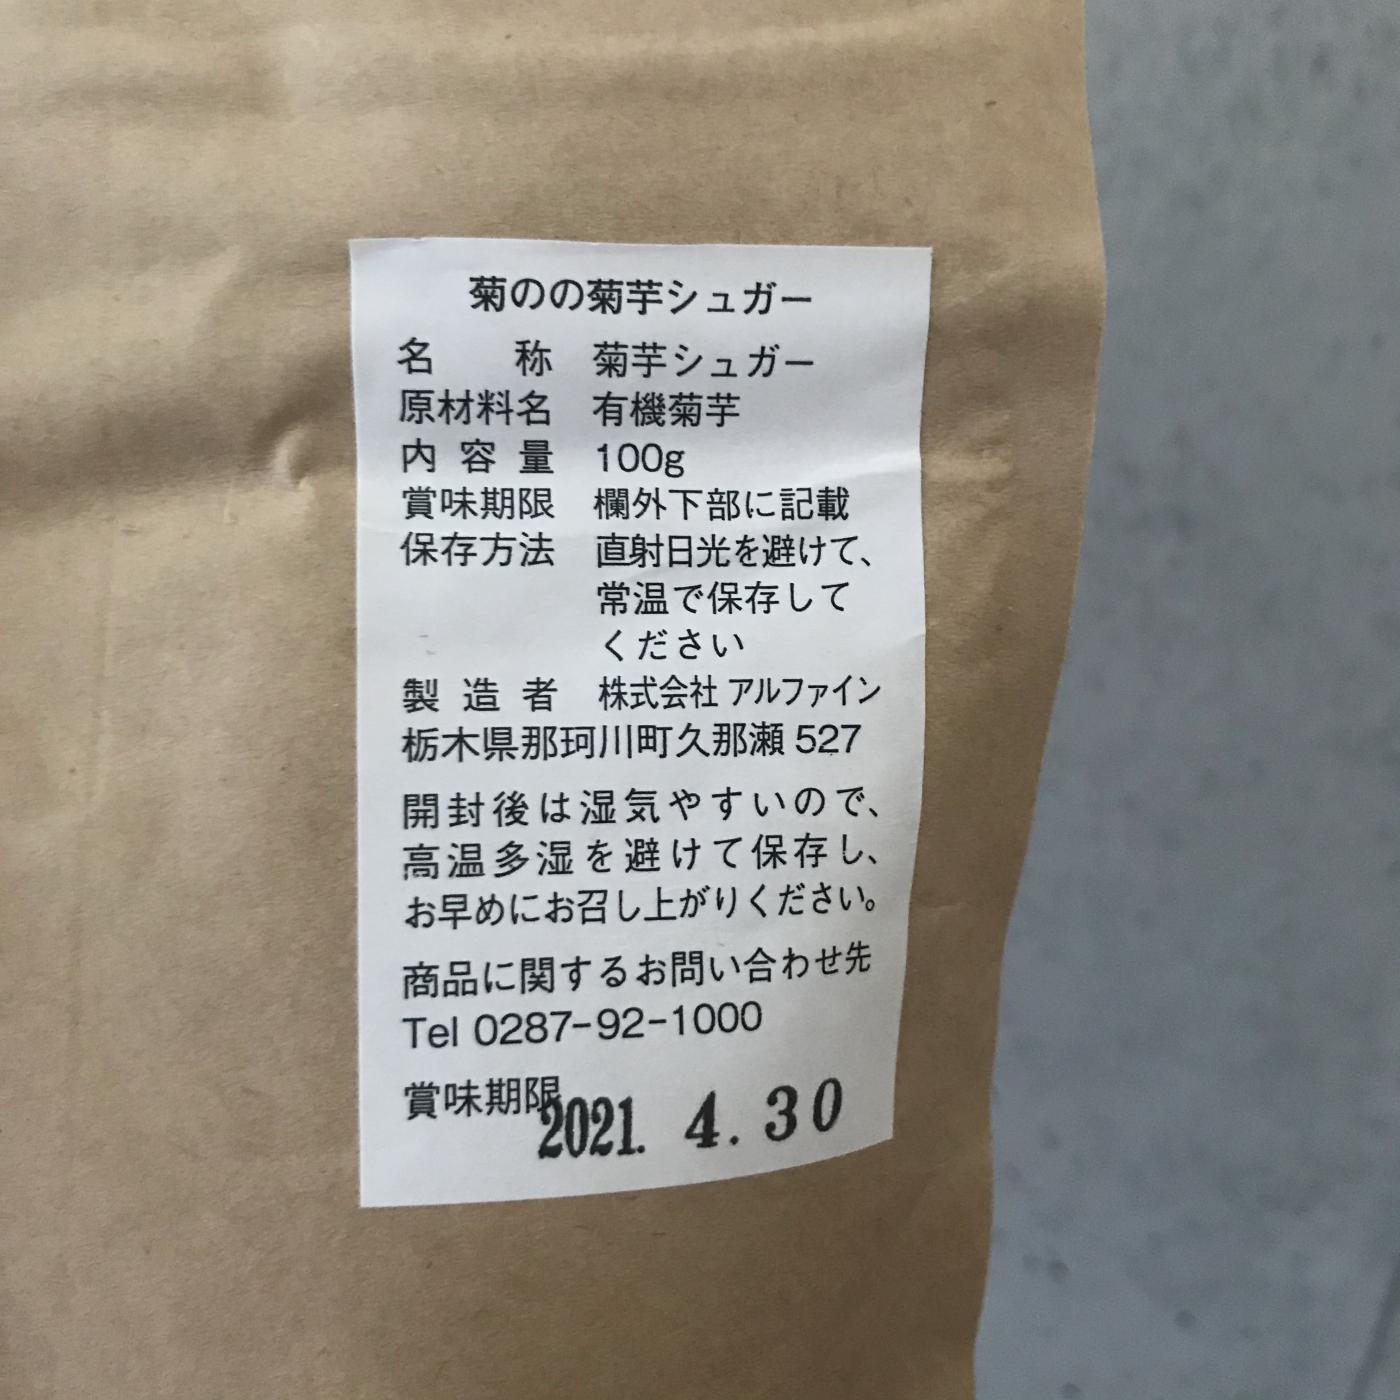 菊のの菊芋シュガー
名 称 菊芋シュガー
原材料名 有機菊芋
内容量 100g
賞味期限 欄外下部に記載
保存方法 直射日光を避けて、
常温で保存して
ください
製造者 株式会社 アルファイン
栃木県那珂川町久那瀬 527
開封後は湿気やすいので、
高温多湿を避けて保存し、
お早めにお召し上がりください。
商品に関するお問い合わせ先
Tel 0287-92-1000
賞味期限
2021. 4. 30